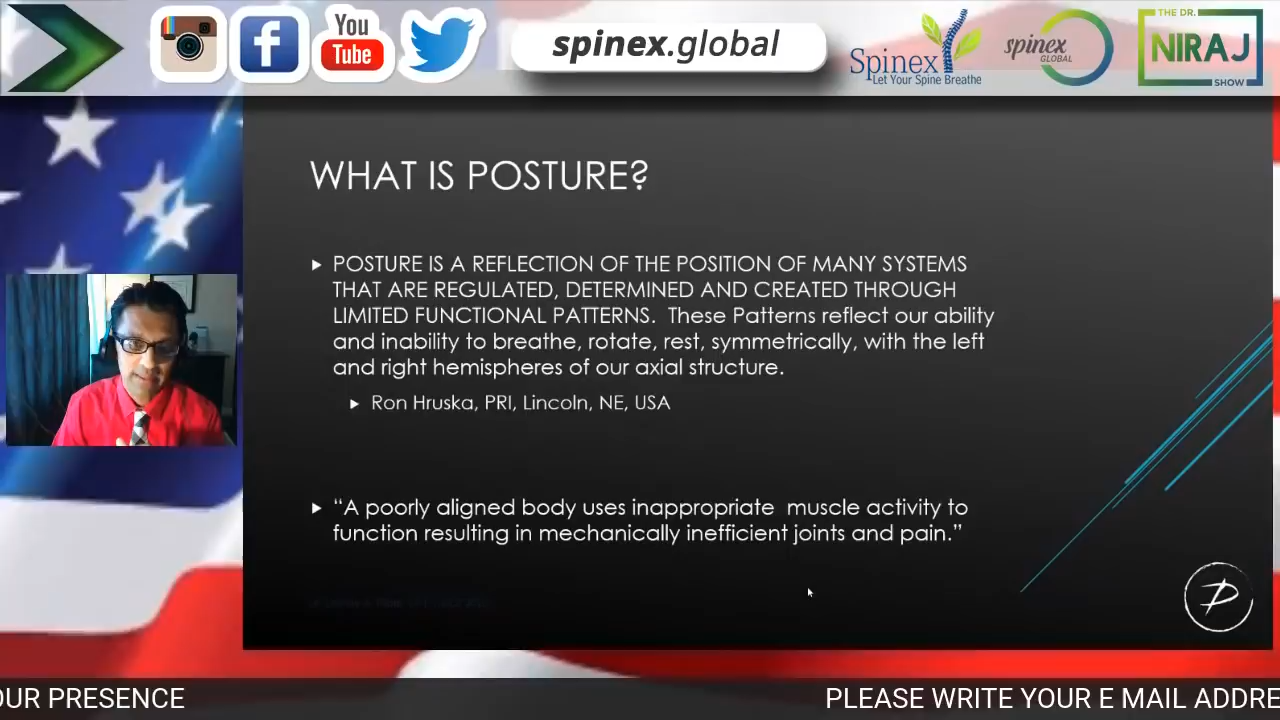 You
Tube
spinex.global
Spinex
Let Your Spine Breathe
spinex
GLOBAL
THE DR.
NIRAJ
SHOW
WHAT IS POSTURE?
POSTURE IS A REFLECTION OF THE POSITION OF MANY SYSTEMS
THAT ARE REGULATED, DETERMINED AND CREATED THROUGH
LIMITED FUNCTIONAL PATTERNS.  These Patterns reflect our ability
and inability to breathe, rotate, rest, symmetrically, with the left
and right hemispheres of our axial structure.
Ron Hruska, PRI, Lincoln, NE, USA
“A poorly aligned body uses inappropriate  muscle activity to
function resulting in mechanically inefficient joints and pain.”
OUR PRESENCE
PLEASE WRITE YOUR E MAIL ADDRE